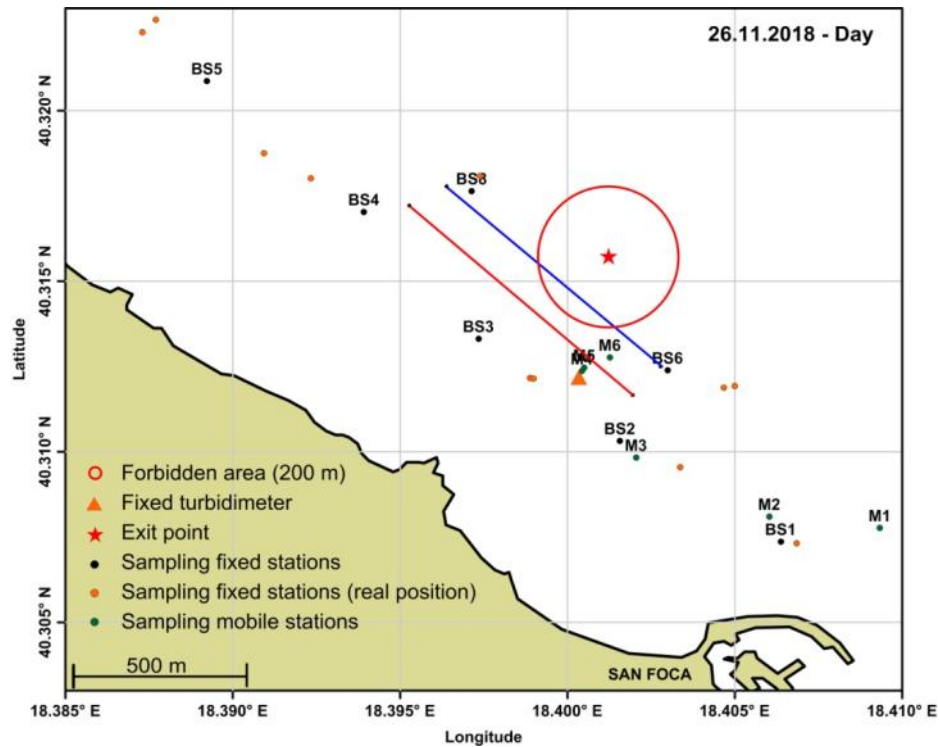 26.11.2018 - Day
BS5
BS8
BS4
BS3
M5
M6
M4
BS6
BS2
M3
M2
BS1
M1
Forbidden area (200 m)
Fixed turbidimeter
Exit point
Sampling fixed stations
Sampling fixed stations (real position)
Sampling mobile stations
500 m
SAN FOCA
40.320° N
40.315° N
40.310° N
40.305° N
Latitude
18.385° E
18.390° E
18.395° E
18.400° E
18.405° E
18.410° E
Longitude